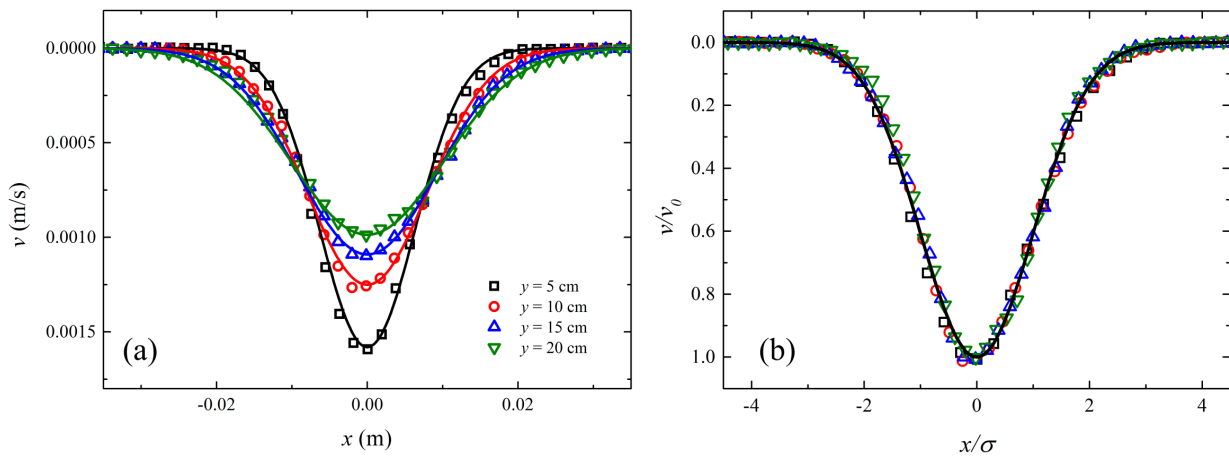 0.0000
0.0005
0.0010
0.0015
v (m/s)
(a)
y = 5 cm
y = 10 cm
y = 15 cm
y = 20 cm
-0.02
0.00
0.02
x (m)
0.0
0.2
0.4
0.6
0.8
1.0
v/v0
(b)
-4
-2
0
2
4
x/σ